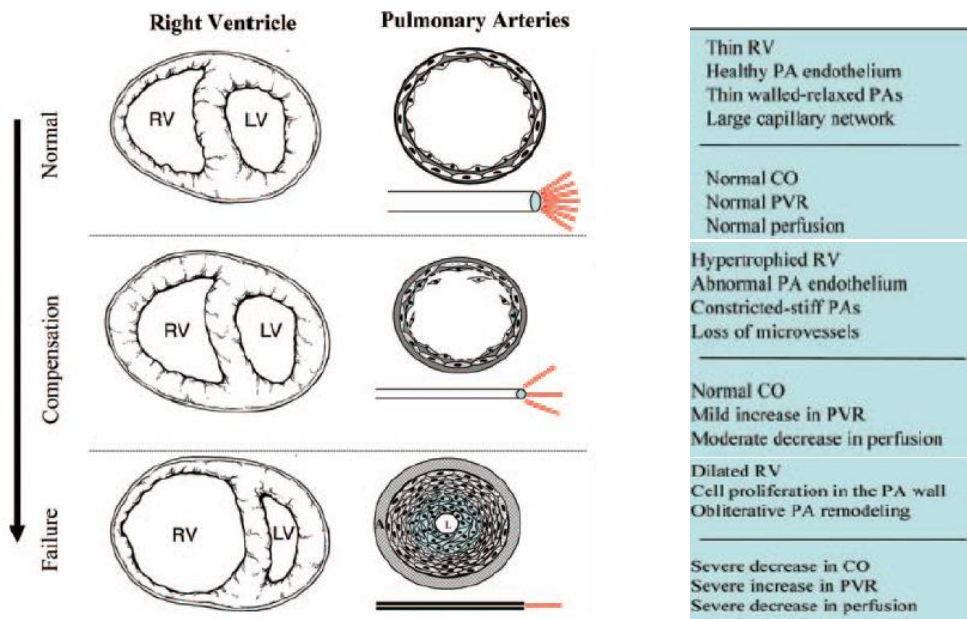 Right Ventricle
Pulmonary Arteries
Normal
RV
LV
Thin RV
Healthy PA endothelium
Thin walled-relaxed PAs
Large capillary network
Normal CO
Normal PVR
Normal perfusion
Compensation
RV
LV
Hypertrophied RV
Abnormal PA endothelium
Constricted-stiff PAs
Loss of microvessels
Normal CO
Mild increase in PVR
Moderate decrease in perfusion
Failure
RV
LV
A
L
Dilated RV
Cell proliferation in the PA wall
Obliterative PA remodeling
Severe decrease in CO
Severe increase in PVR
Severe decrease in perfusion